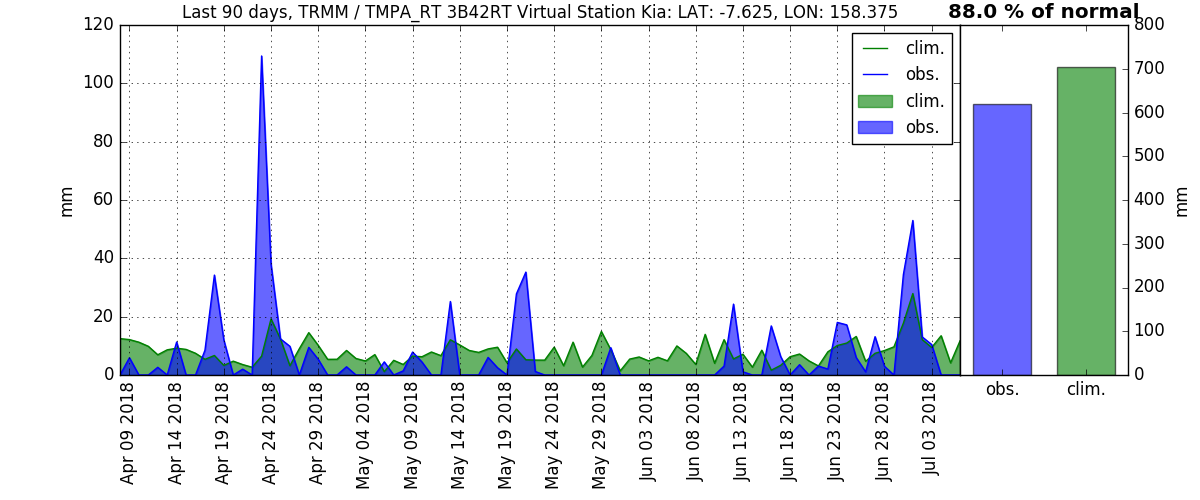 Last 90 days, TRMM / TMPA_RT 3B42RT Virtual Station Kia: LAT: -7.625, LON: 158.375
88.0 % of normal
120
100
80
60
40
20
0
mm
clim.
obs.
clim.
obs.
Apr 09 2018
Apr 14 2018
Apr 19 2018
Apr 24 2018
Apr 29 2018
May 04 2018
May 09 2018
May 14 2018
May 19 2018
May 24 2018
May 29 2018
Jun 03 2018
Jun 08 2018
Jun 13 2018
Jun 18 2018
Jun 23 2018
Jun 28 2018
Jul 03 2018
800
700
600
500
400
300
200
100
0
mm
obs.
clim.